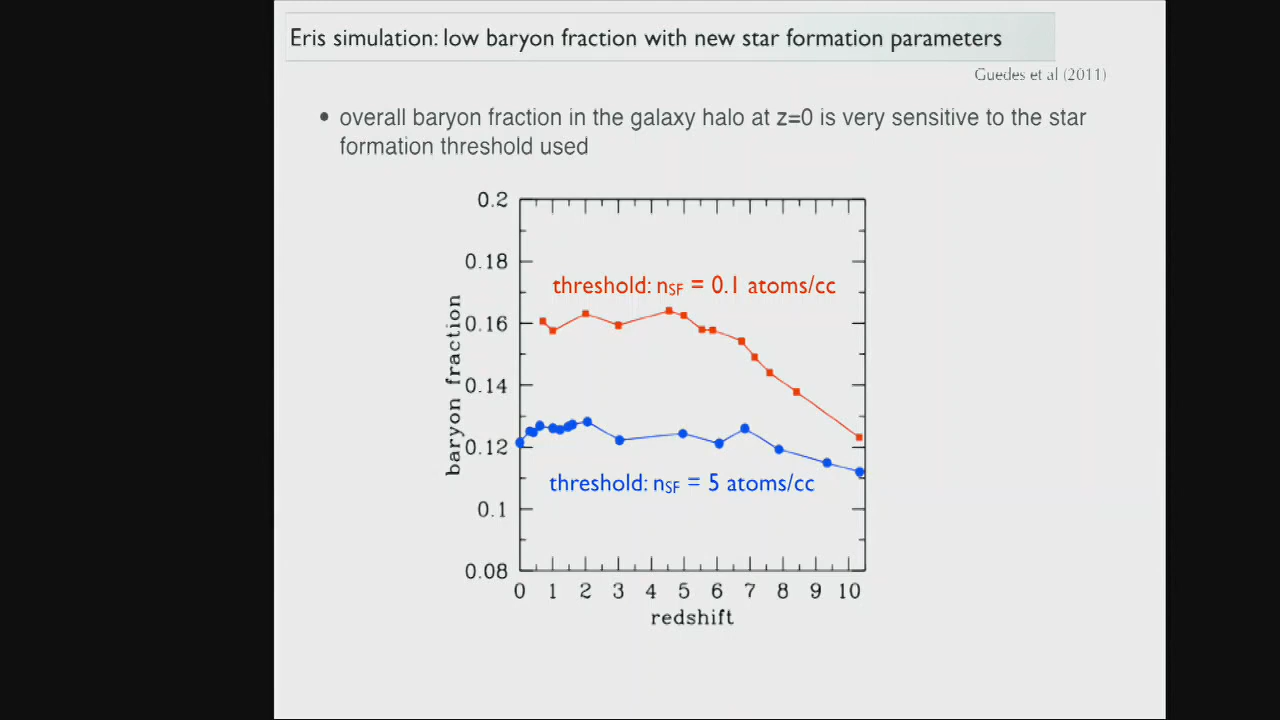 Eris simulation: low baryon fraction with new star formation parameters
Guedes et al (2011)
• overall baryon fraction in the galaxy halo at z=0 is very sensitive to the star
formation threshold used
0.2
0.18
0.16
0.14
0.12
0.1
0.08
baryon fraction
threshold: nSF = 0.1 atoms/cc
threshold: nSF = 5 atoms/cc
0 1 2 3 4 5 6 7 8 9 10
redshift